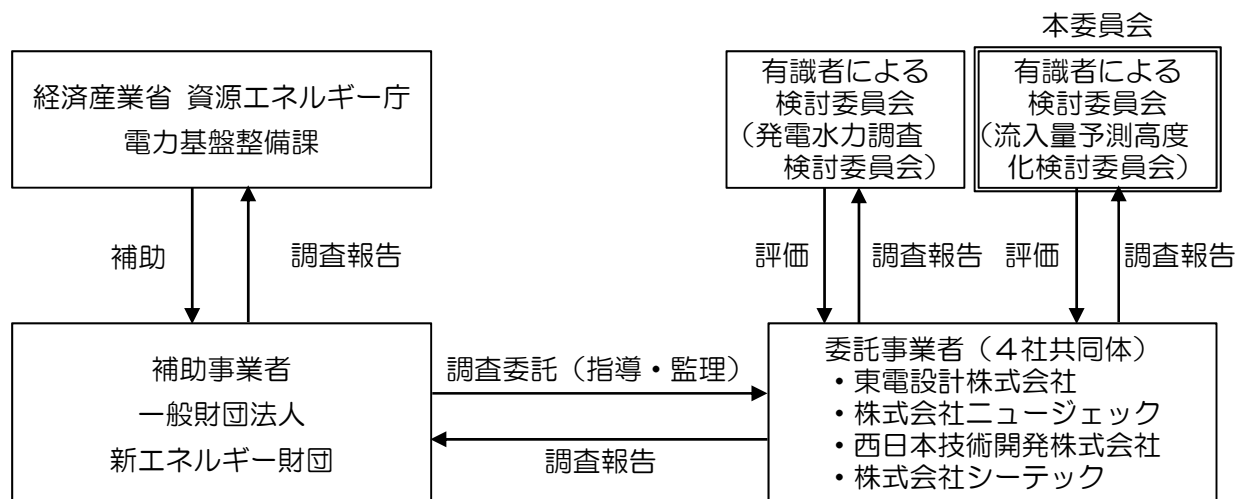 本委員会
経済産業省 資源エネルギー庁
電力基盤整備課
有識者による
検討委員会
（発電水力調査
検討委員会）
有識者による
検討委員会
（流入量予測高度
化検討委員会）
補助
調査報告
評価
調査報告
評価
調査報告
補助事業者
一般財団法人
新エネルギー財団
調査委託（指導・監理）
調査報告
委託事業者（４社共同体）
・東電設計株式会社
・株式会社ニュージェック
・西日本技術開発株式会社
・株式会社シーテック